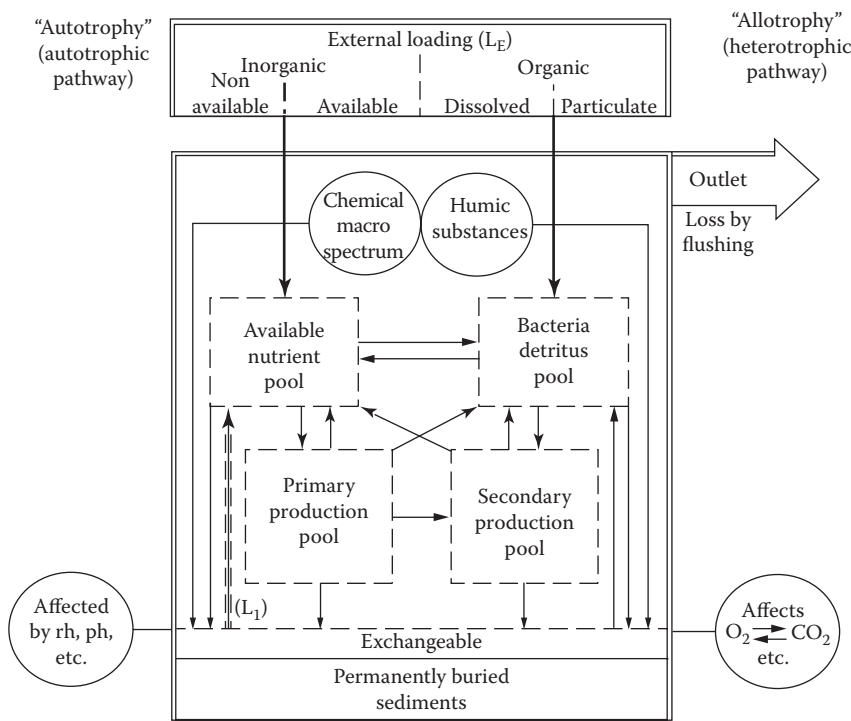 “Autotrophy”
(autotrophic
pathway)
External loading (LE)
Inorganic
Organic
Non
available
Available
Dissolved
Particulate
“Allotrophy”
(heterotrophic
pathway)
Outlet
Loss by
flushing
Chemical
macro
spectrum
Humic
substances
Available
nutrient
pool
Bacteria
detritus
pool
Primary
production
pool
Secondary
production
pool
(L1)
Affected
by rh, ph,
etc.
Exchangeable
Permanently buried
sediments
Affects
O2 CO2
etc.